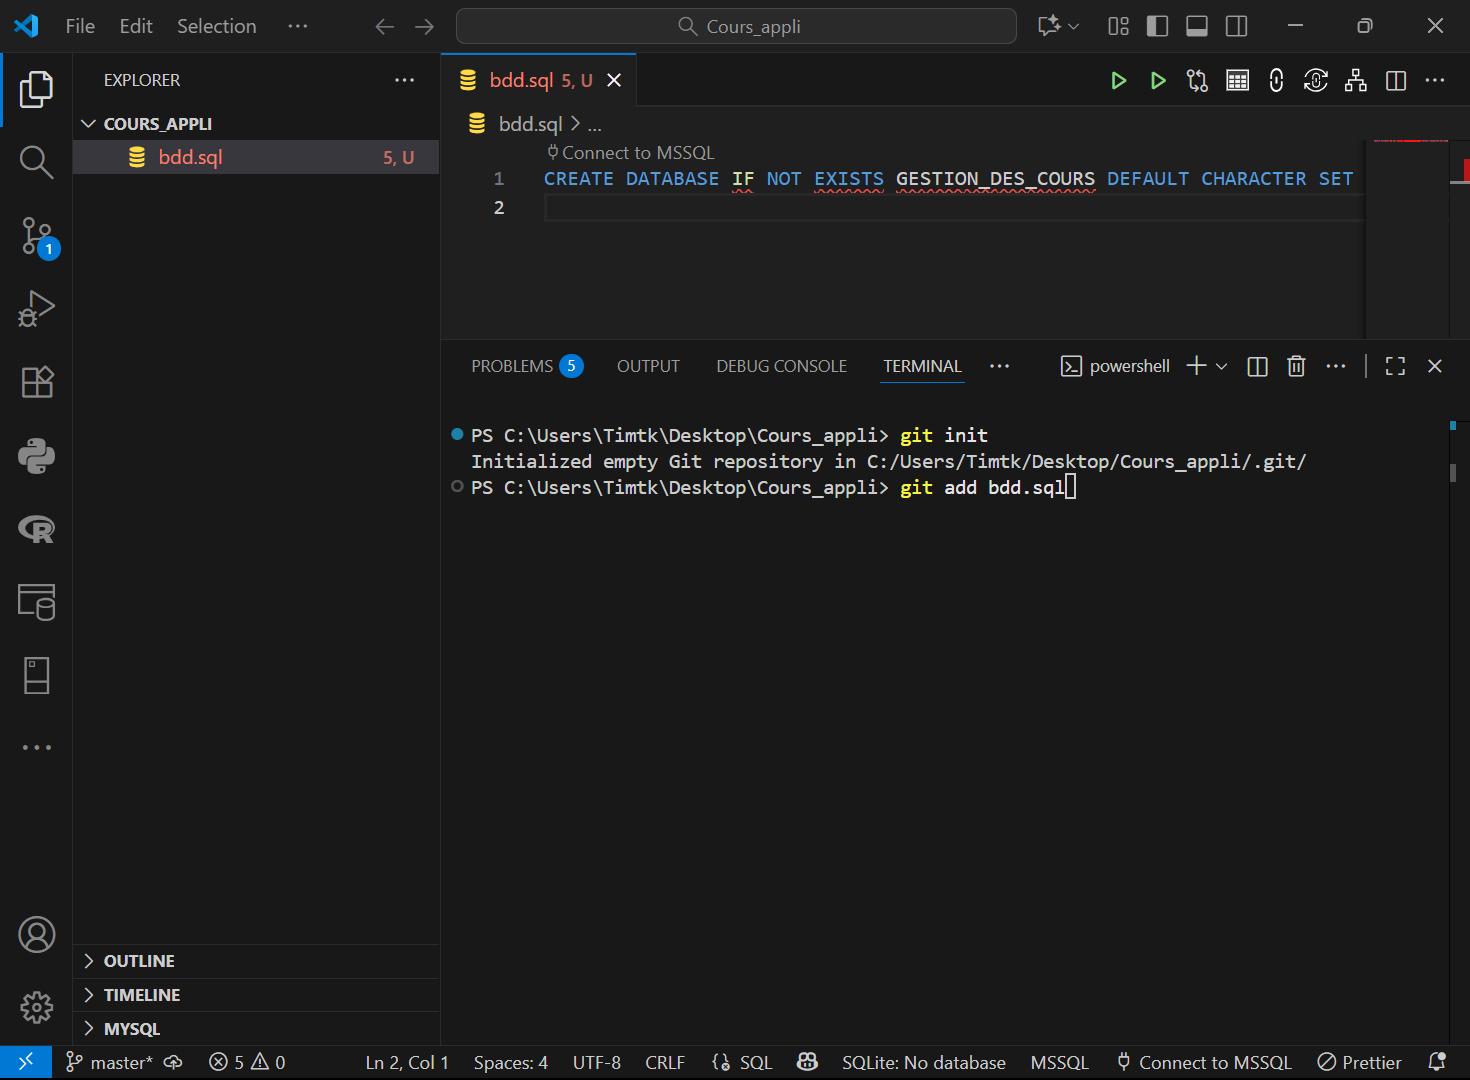 File Edit Selection ···
Cours_appli
EXPLORER
COURS_APPLI
bdd.sql 5, U
1
bdd.sql 5, U
bdd.sql > ...
Connect to MSSQL
1 CREATE DATABASE IF NOT EXISTS GESTION_DES_COURS DEFAULT CHARACTER SET
2
PROBLEMS 5 OUTPUT DEBUG CONSOLE TERMINAL ··· powershell
PS C:\Users\Timtk\Desktop\Cours_appli> git init
Initialized empty Git repository in C:/Users/Timtk/Desktop/Cours_appli/.git/
PS C:\Users\Timtk\Desktop\Cours_appli> git add bdd.sql
OUTLINE
TIMELINE
MYSQL
master* 5 0 Ln 2, Col 1 Spaces: 4 UTF-8 CRLF SQL SQLite: No database MSSQL Connect to MSSQL Prettier